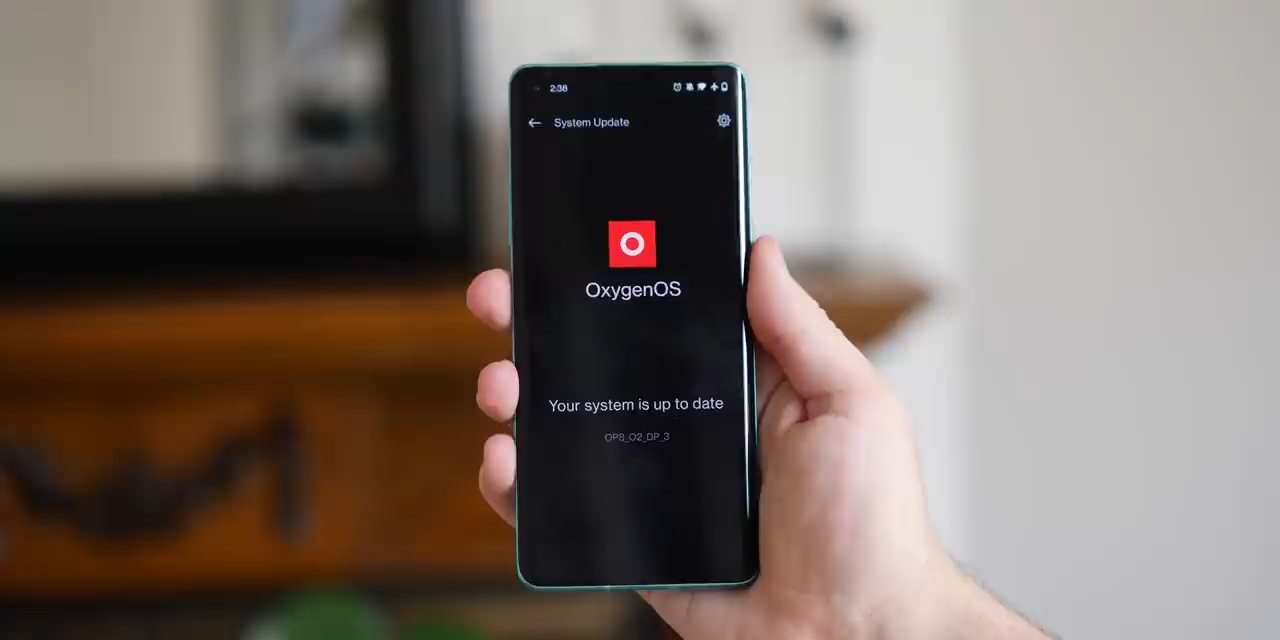 2:38
System Update
OxygenOS
Your system is up to date
OP8_O2_DP_3